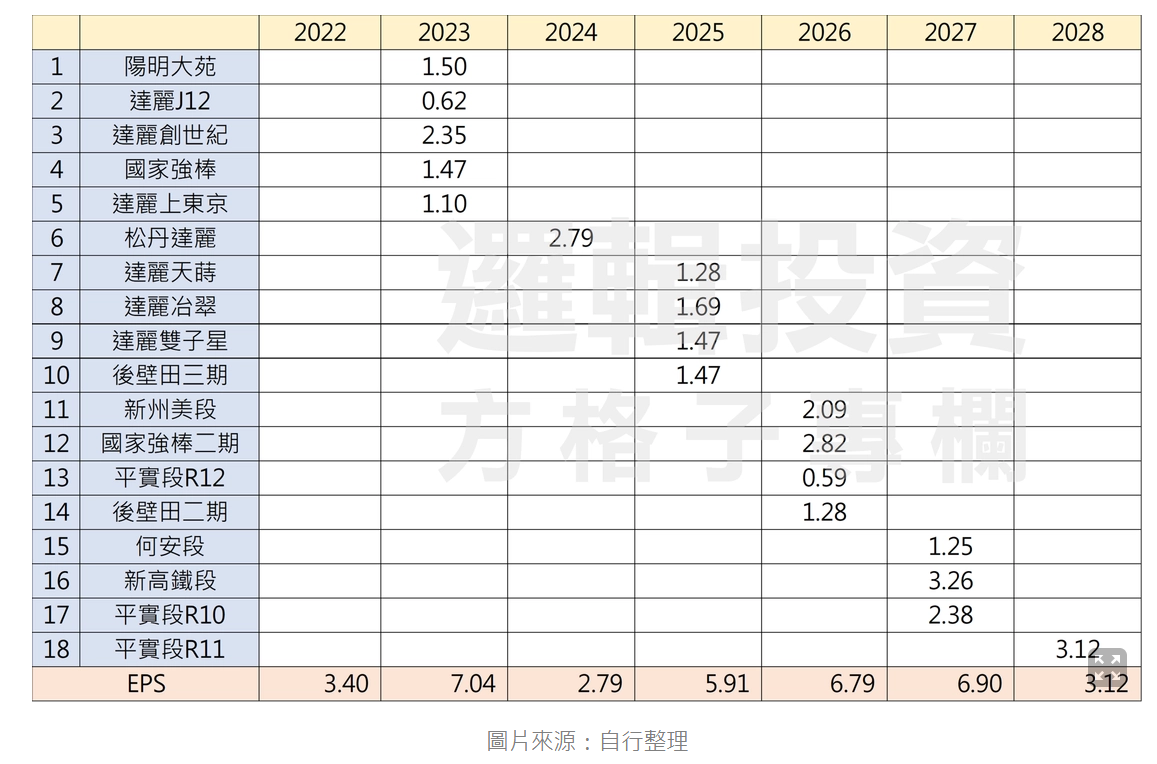 2022 2023 2024 2025 2026 2027 2028
1 陽明大苑 1.50
2 達麗J12 0.62
3 達麗創世紀 2.35
4 國家強棒 1.47
5 達麗上東京 1.10
6 松丹達麗 2.79
7 達麗天蒔 1.28
8 達麗冶翠 1.69
9 達麗雙子星 1.47
10 後壁田三期 1.47
11 新州美段 2.09
12 國家強棒二期 2.82
13 平實段R12 0.59
14 後壁田二期 1.28
15 何安段 1.25
16 新高鐵段 3.26
17 平實段R10 2.38
18 平實段R11 3.12
EPS 3.40 7.04 2.79 5.91 6.79 6.90 3.12
邏輯投資
方格子專欄
圖片來源：自行整理